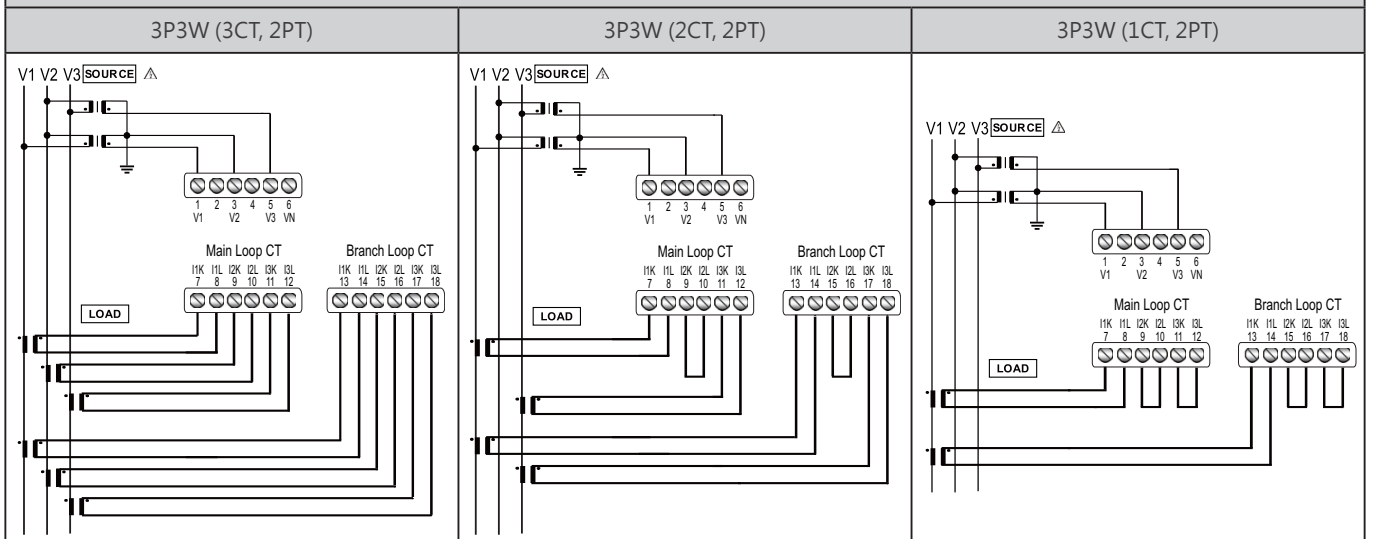 3P3W (3CT, 2PT)
V1 V2 V3 SOURCE ⚠
1 2 3 4 5 6
V1 V2 V3 VN
Main Loop CT Branch Loop CT
I1K I1L I2K I2L I3K I3L I1K I1L I2K I2L I3K I3L
7 8 9 10 11 12 13 14 15 16 17 18
LOAD
3P3W (2CT, 2PT)
V1 V2 V3 SOURCE ⚠
1 2 3 4 5 6
V1 V2 V3 VN
Main Loop CT Branch Loop CT
I1K I1L I2K I2L I3K I3L I1K I1L I2K I2L I3K I3L
7 8 9 10 11 12 13 14 15 16 17 18
LOAD
3P3W (1CT, 2PT)
V1 V2 V3 SOURCE ⚠
1 2 3 4 5 6
V1 V2 V3 VN
Main Loop CT Branch Loop CT
I1K I1L I2K I2L I3K I3L I1K I1L I2K I2L I3K I3L
7 8 9 10 11 12 13 14 15 16 17 18
LOAD